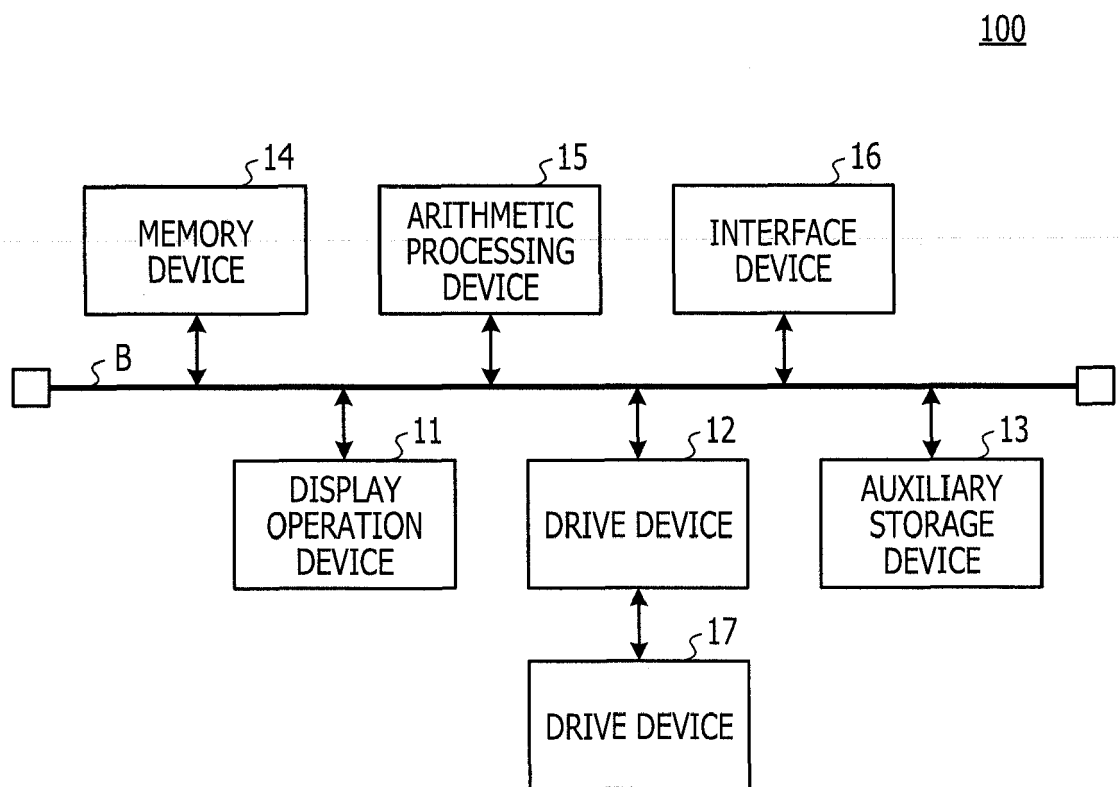 100
14
MEMORY
DEVICE
15
ARITHMETIC
PROCESSING
DEVICE
16
INTERFACE
DEVICE
B
11
DISPLAY
OPERATION
DEVICE
12
DRIVE DEVICE
13
AUXILIARY
STORAGE
DEVICE
17
DRIVE DEVICE